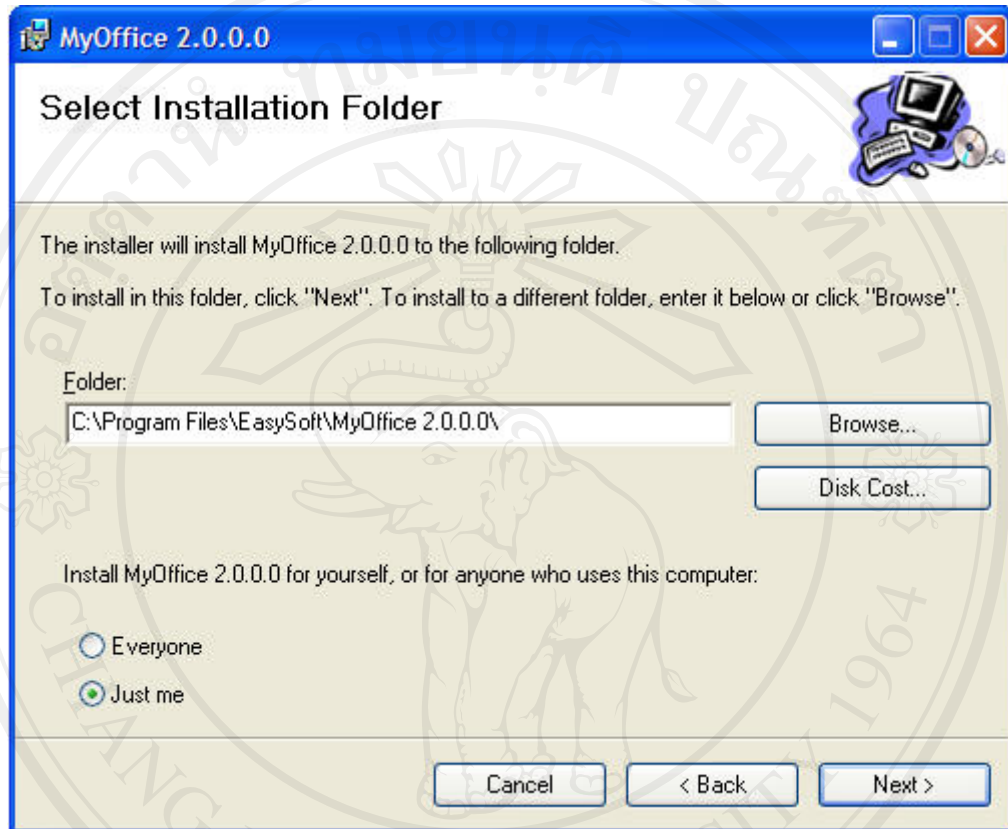 MyOffice 2.0.0.0
Select Installation Folder
The installer will install MyOffice 2.0.0.0 to the following folder.
To install in this folder, click "Next". To install to a different folder, enter it below or click "Browse".
Folder:
C:\Program Files\EasySoft\MyOffice 2.0.0.0\
Browse...
Disk Cost...
Install MyOffice 2.0.0.0 for yourself, or for anyone who uses this computer:
Everyone
Just me
Cancel
< Back
Next >